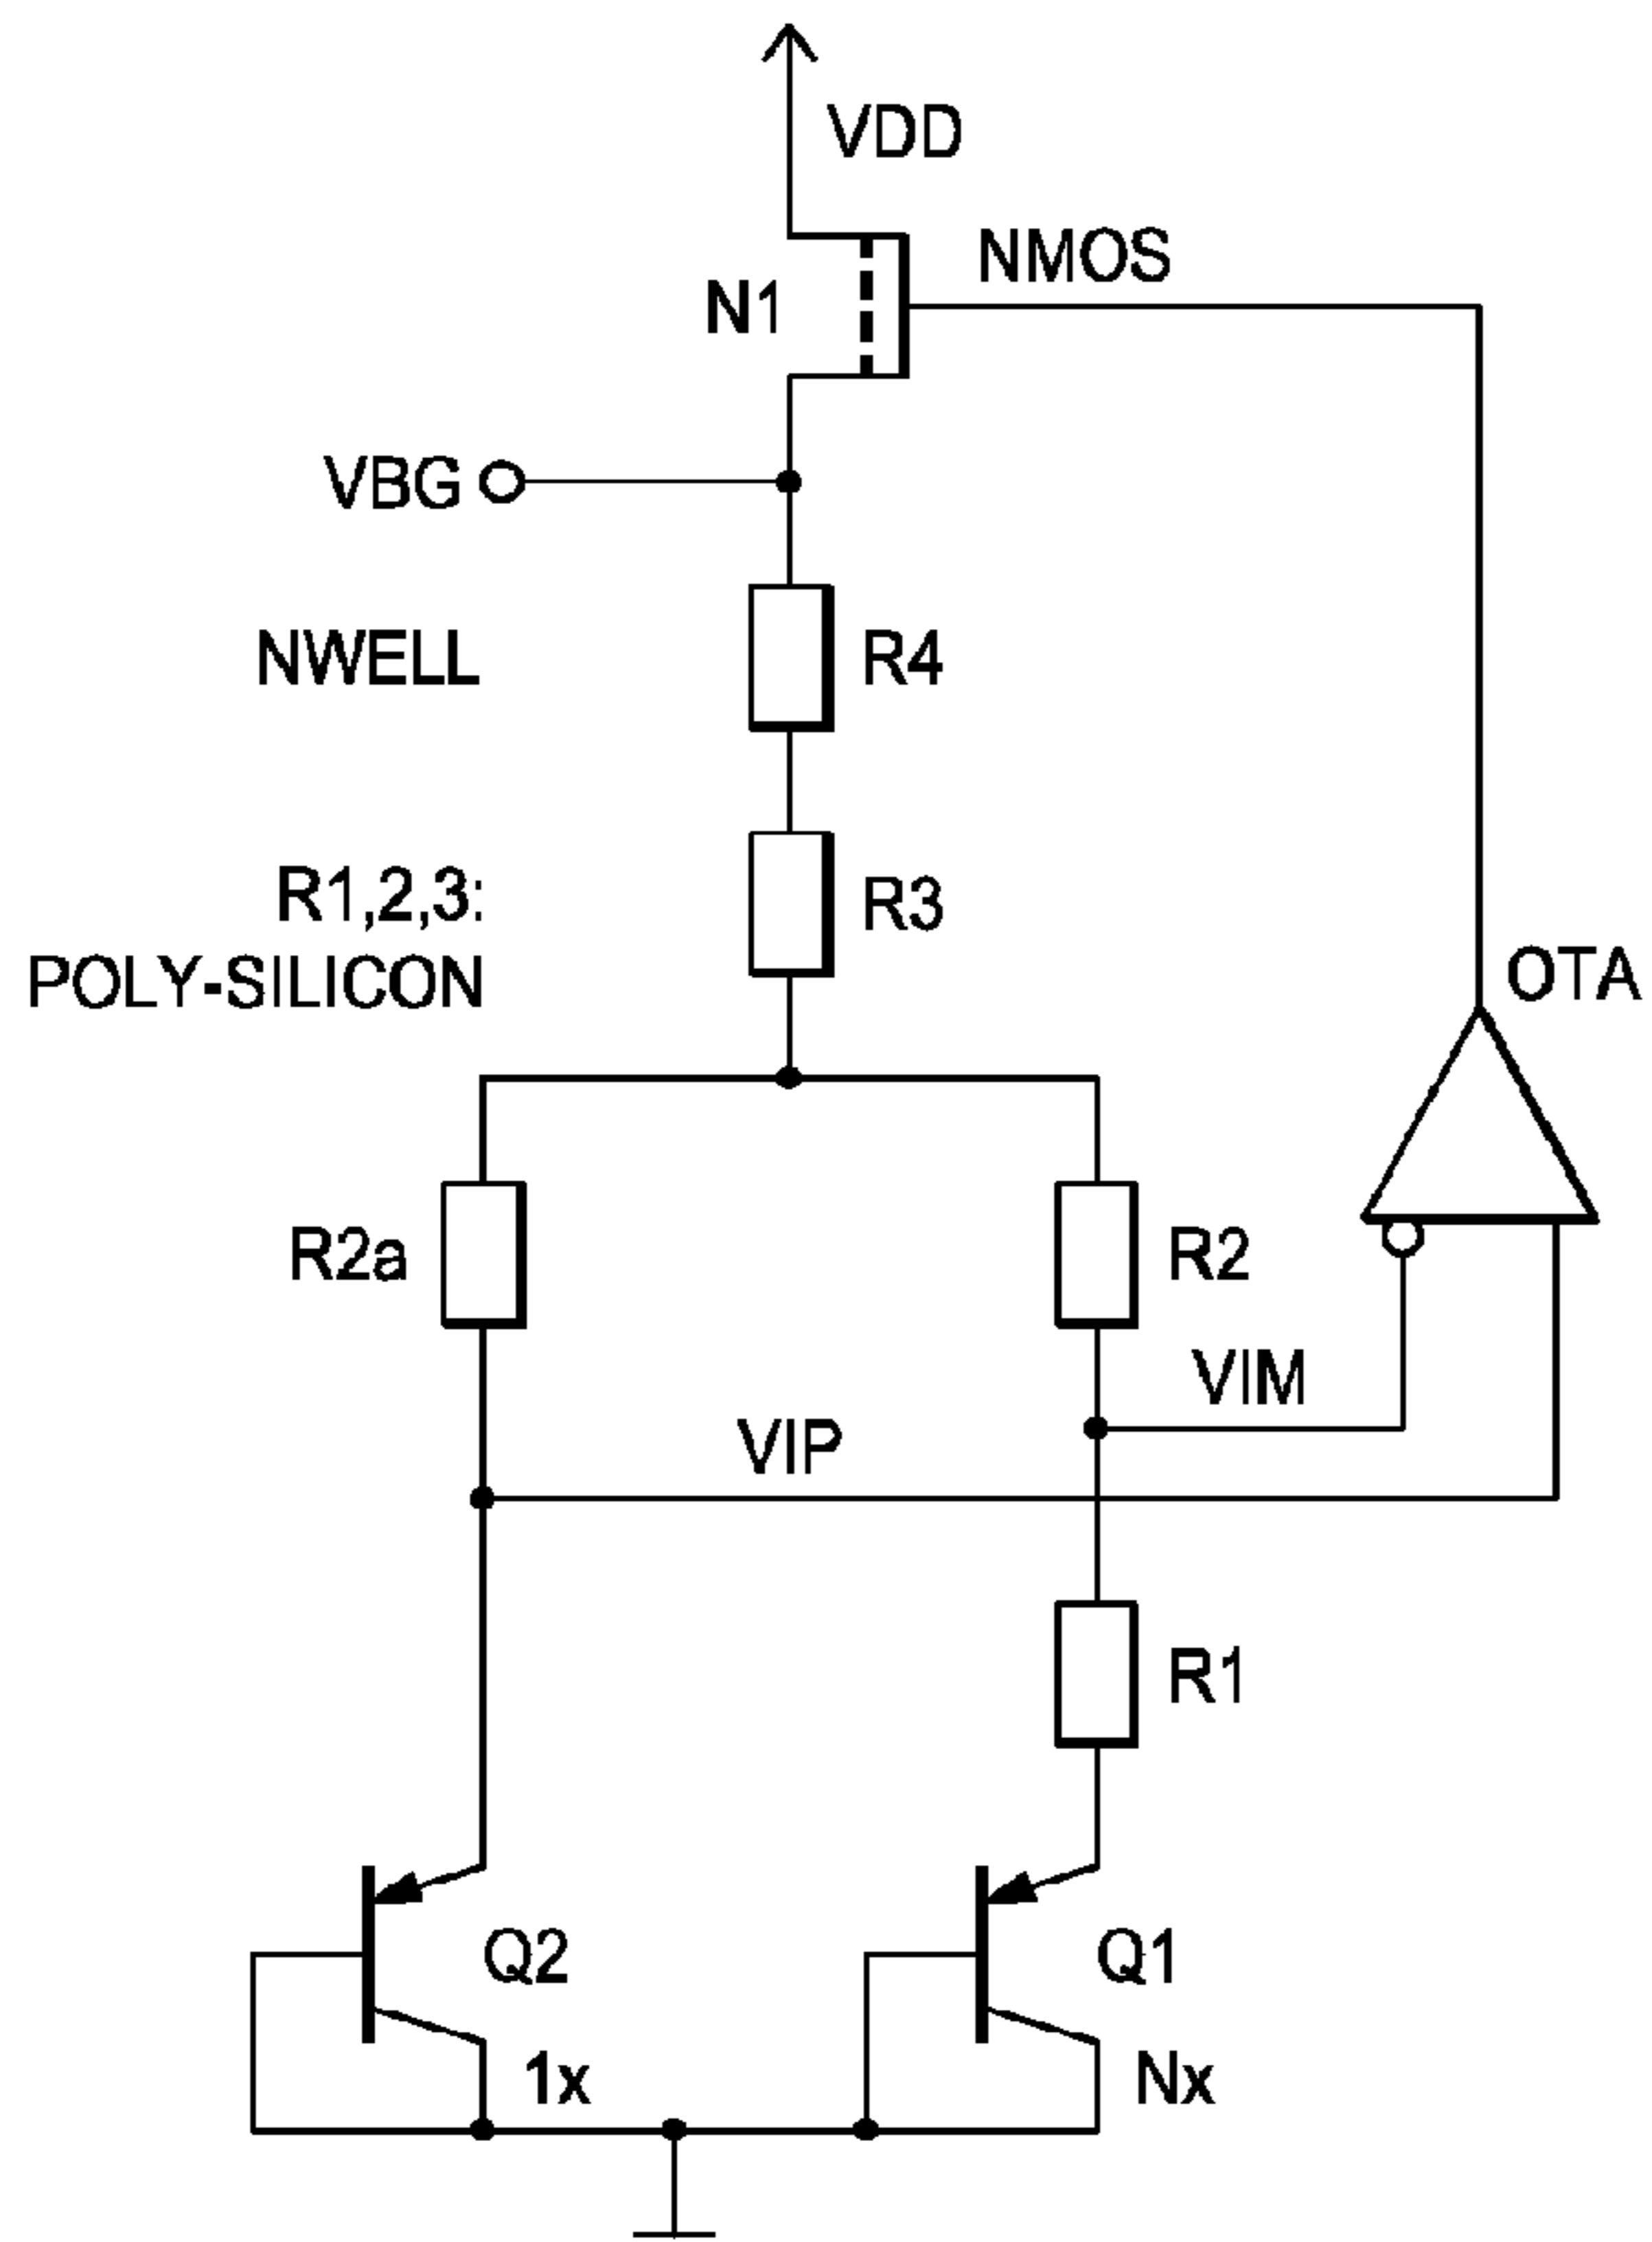 VDD
NMOS
N1
VBG
NWELL
R4
R1,2,3:
POLY-SILICON
R3
OTA
R2a
R2
VIM
VIP
R1
Q2
Q1
1x
Nx